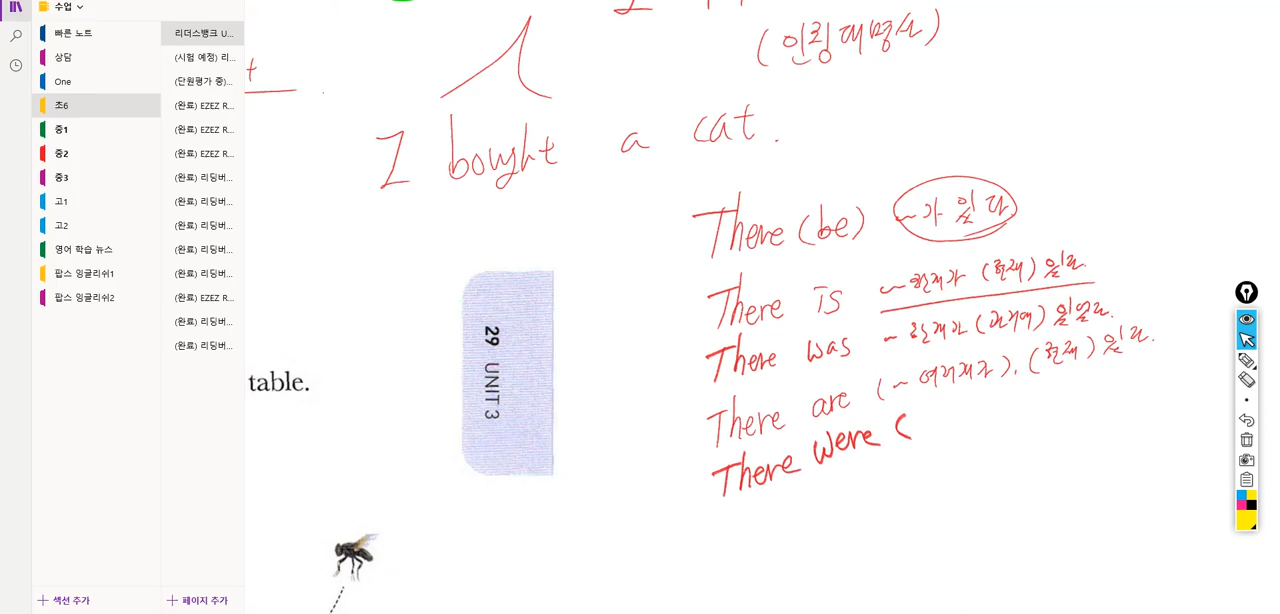 수업
빠른 노트
상담
One
초6
중1
중2
중3
고1
고2
영어 학습 뉴스
팝스 잉글리쉬1
팝스 잉글리쉬2
섹션 추가
리더스뱅크 U...
(시험 예정) 리...
(단원평가 중)...
(완료) EZEZ R...
(완료) EZEZ R...
(완료) EZEZ R...
(완료) 리딩버...
(완료) 리딩버...
(완료) 리딩버...
(완료) 리딩버...
(완료) 리딩버...
(완료) EZEZ R...
(완료) 리딩버...
(완료) 리딩버...
페이지 추가
(인칭대명사)
I bought a cat.
There (be) ~가 있다
There is ~한개가 (현재) 있다
There was ~한개가 (과거에) 있었다.
There are (~여러개가). (현재) 있다.
There were (
29 UNIT 3
table.